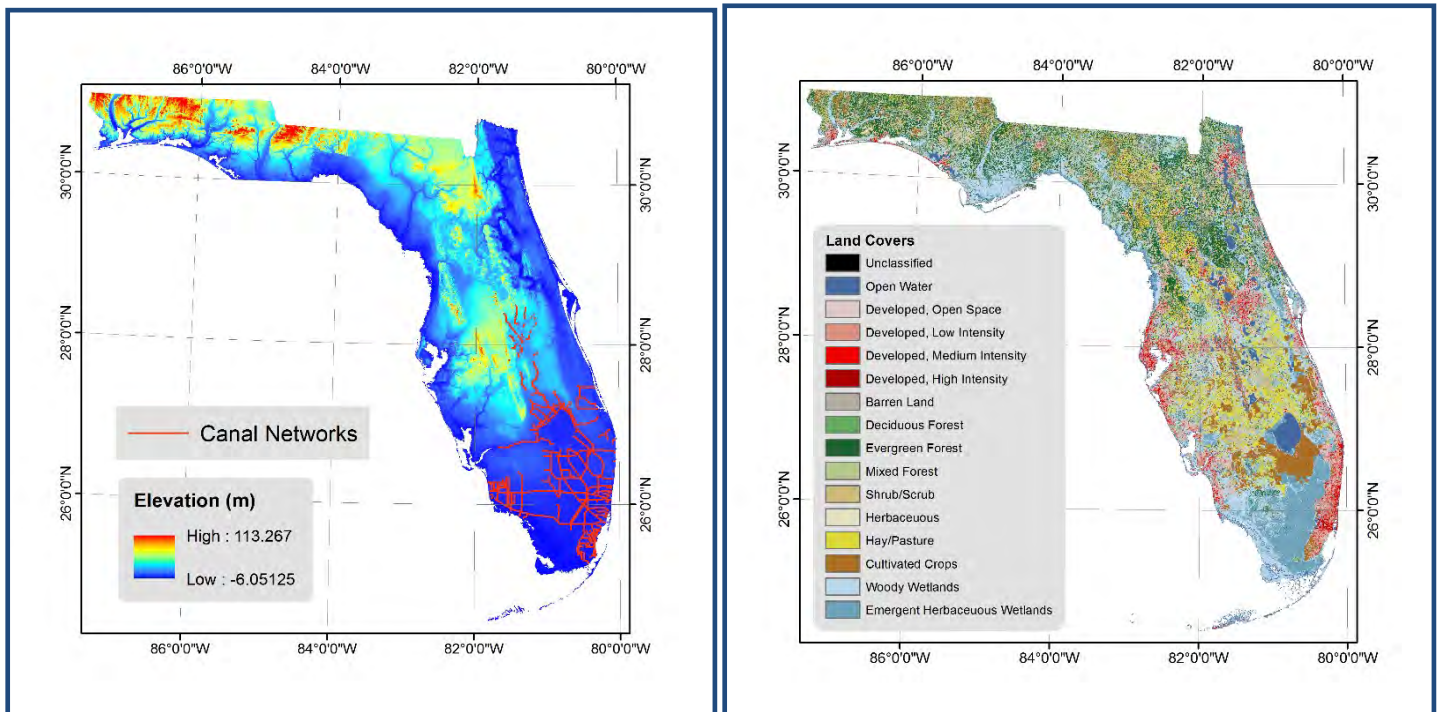 86°0'0"W 84°0'0"W 82°0'0"W 80°0'0"W
30°0'0"N
28°0'0"N
26°0'0"N
30°0'0"N
28°0'0"N
26°0'0"N
Canal Networks
Elevation (m)
High : 113.267
Low : -6.05125
86°0'0"W 84°0'0"W 82°0'0"W 80°0'0"W
86°0'0"W 84°0'0"W 82°0'0"W 80°0'0"W
30°0'0"N
28°0'0"N
26°0'0"N
30°0'0"N
28°0'0"N
26°0'0"N
Land Covers
Unclassified
Open Water
Developed, Open Space
Developed, Low Intensity
Developed, Medium Intensity
Developed, High Intensity
Barren Land
Deciduous Forest
Evergreen Forest
Mixed Forest
Shrub/Scrub
Herbaceuous
Hay/Pasture
Cultivated Crops
Woody Wetlands
Emergent Herbaceuous Wetlands
86°0'0"W 84°0'0"W 82°0'0"W 80°0'0"W